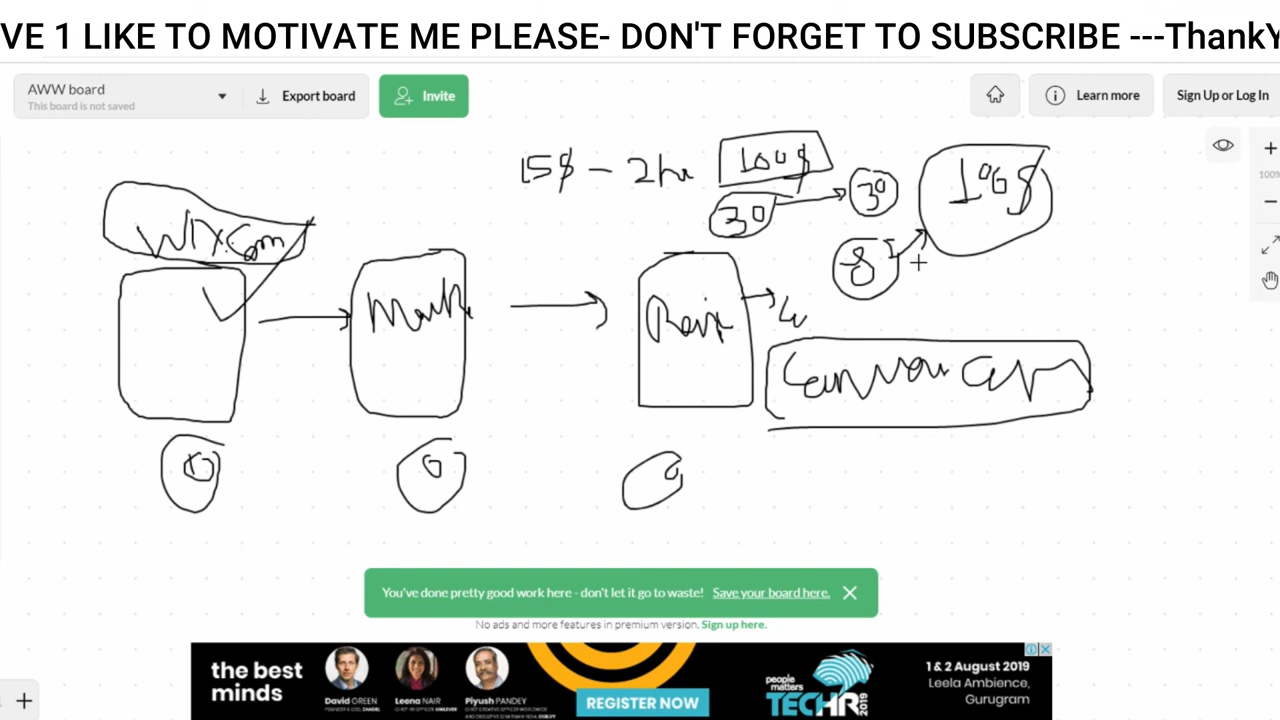 VE 1 LIKE TO MOTIVATE ME PLEASE- DON'T FORGET TO SUBSCRIBE ---ThankY
AWW board
This board is not saved
Export board
Invite
Learn more
Sign Up or Log In
100%
15$ - 2hr
100$
30
30
100$
8
Wix.Com
You've done pretty good work here - don't let it go to waste! Save your board here.
No ads and more features in premium version. Sign up here.
the best
minds
David GREEN
Leena NAIR
Piyush PANDEY
REGISTER NOW
people
matters
TECHR
2019
1 & 2 August 2019
Leela Ambience,
Gurugram